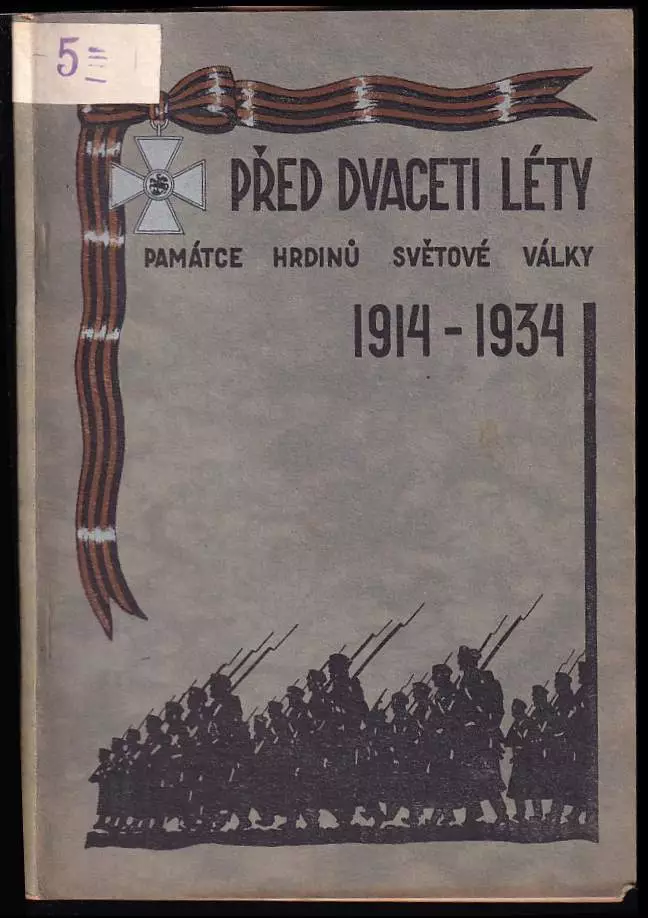 5
PŘED DVACETI LÉTY
PAMÁTCE HRDINŮ SVĚTOVÉ VÁLKY
1914 - 1934